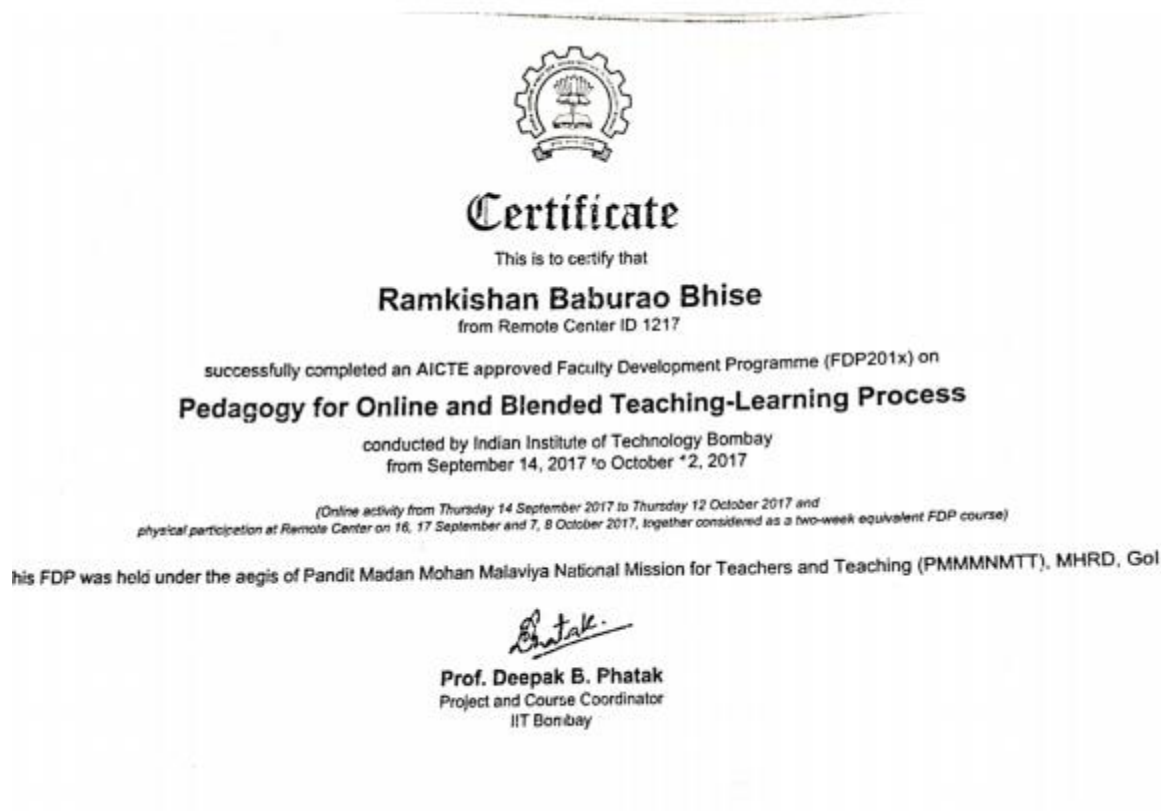 Certificate
This is to certify that
Ramkishan Baburao Bhise
from Remote Center ID 1217
successfully completed an AICTE approved Faculty Development Programme (FDP201x) on
Pedagogy for Online and Blended Teaching-Learning Process
conducted by Indian Institute of Technology Bombay
from September 14, 2017 to October 12, 2017
(Online activity from Thursday 14 September 2017 to Thursday 12 October 2017 and
physical participation at Remote Center on 16, 17 September and 7, 8 October 2017, together considered as a two-week equivalent FDP course)
his FDP was held under the aegis of Pandit Madan Mohan Malaviya National Mission for Teachers and Teaching (PMMMNMTT), MHRD, GoI
Phatak.
Prof. Deepak B. Phatak
Project and Course Coordinator
IIT Bombay